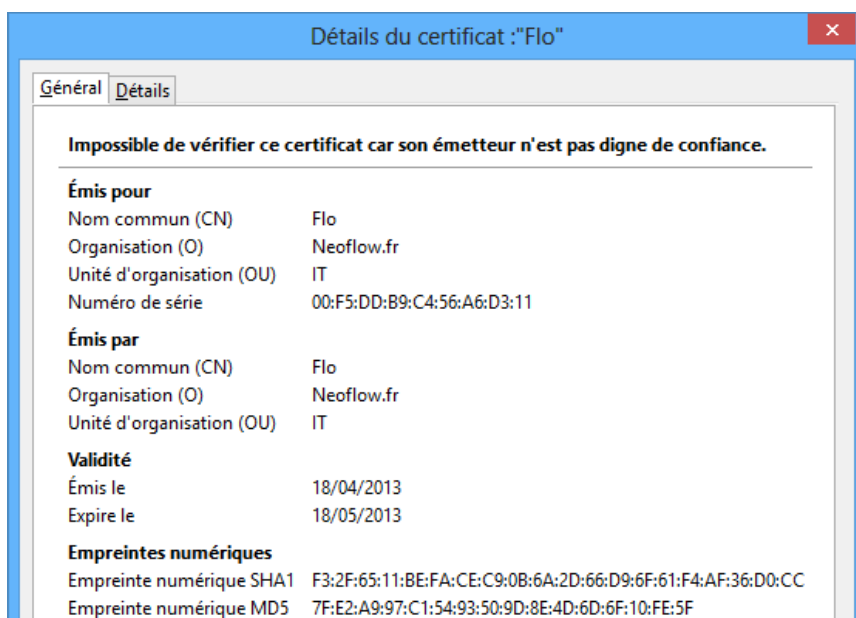 Détails du certificat :"Flo"
Général Détails
Impossible de vérifier ce certificat car son émetteur n'est pas digne de confiance.
Émis pour
Nom commun (CN) Flo
Organisation (O) Neoflow.fr
Unité d'organisation (OU) IT
Numéro de série 00:F5:DD:B9:C4:56:A6:D3:11
Émis par
Nom commun (CN) Flo
Organisation (O) Neoflow.fr
Unité d'organisation (OU) IT
Validité
Émis le 18/04/2013
Expire le 18/05/2013
Empreintes numériques
Empreinte numérique SHA1 F3:2F:65:11:BE:FA:CE:C9:0B:6A:2D:66:D9:6F:61:F4:AF:36:D0:CC
Empreinte numérique MD5 7F:E2:A9:97:C1:54:93:50:9D:8E:4D:6D:6F:10:FE:5F